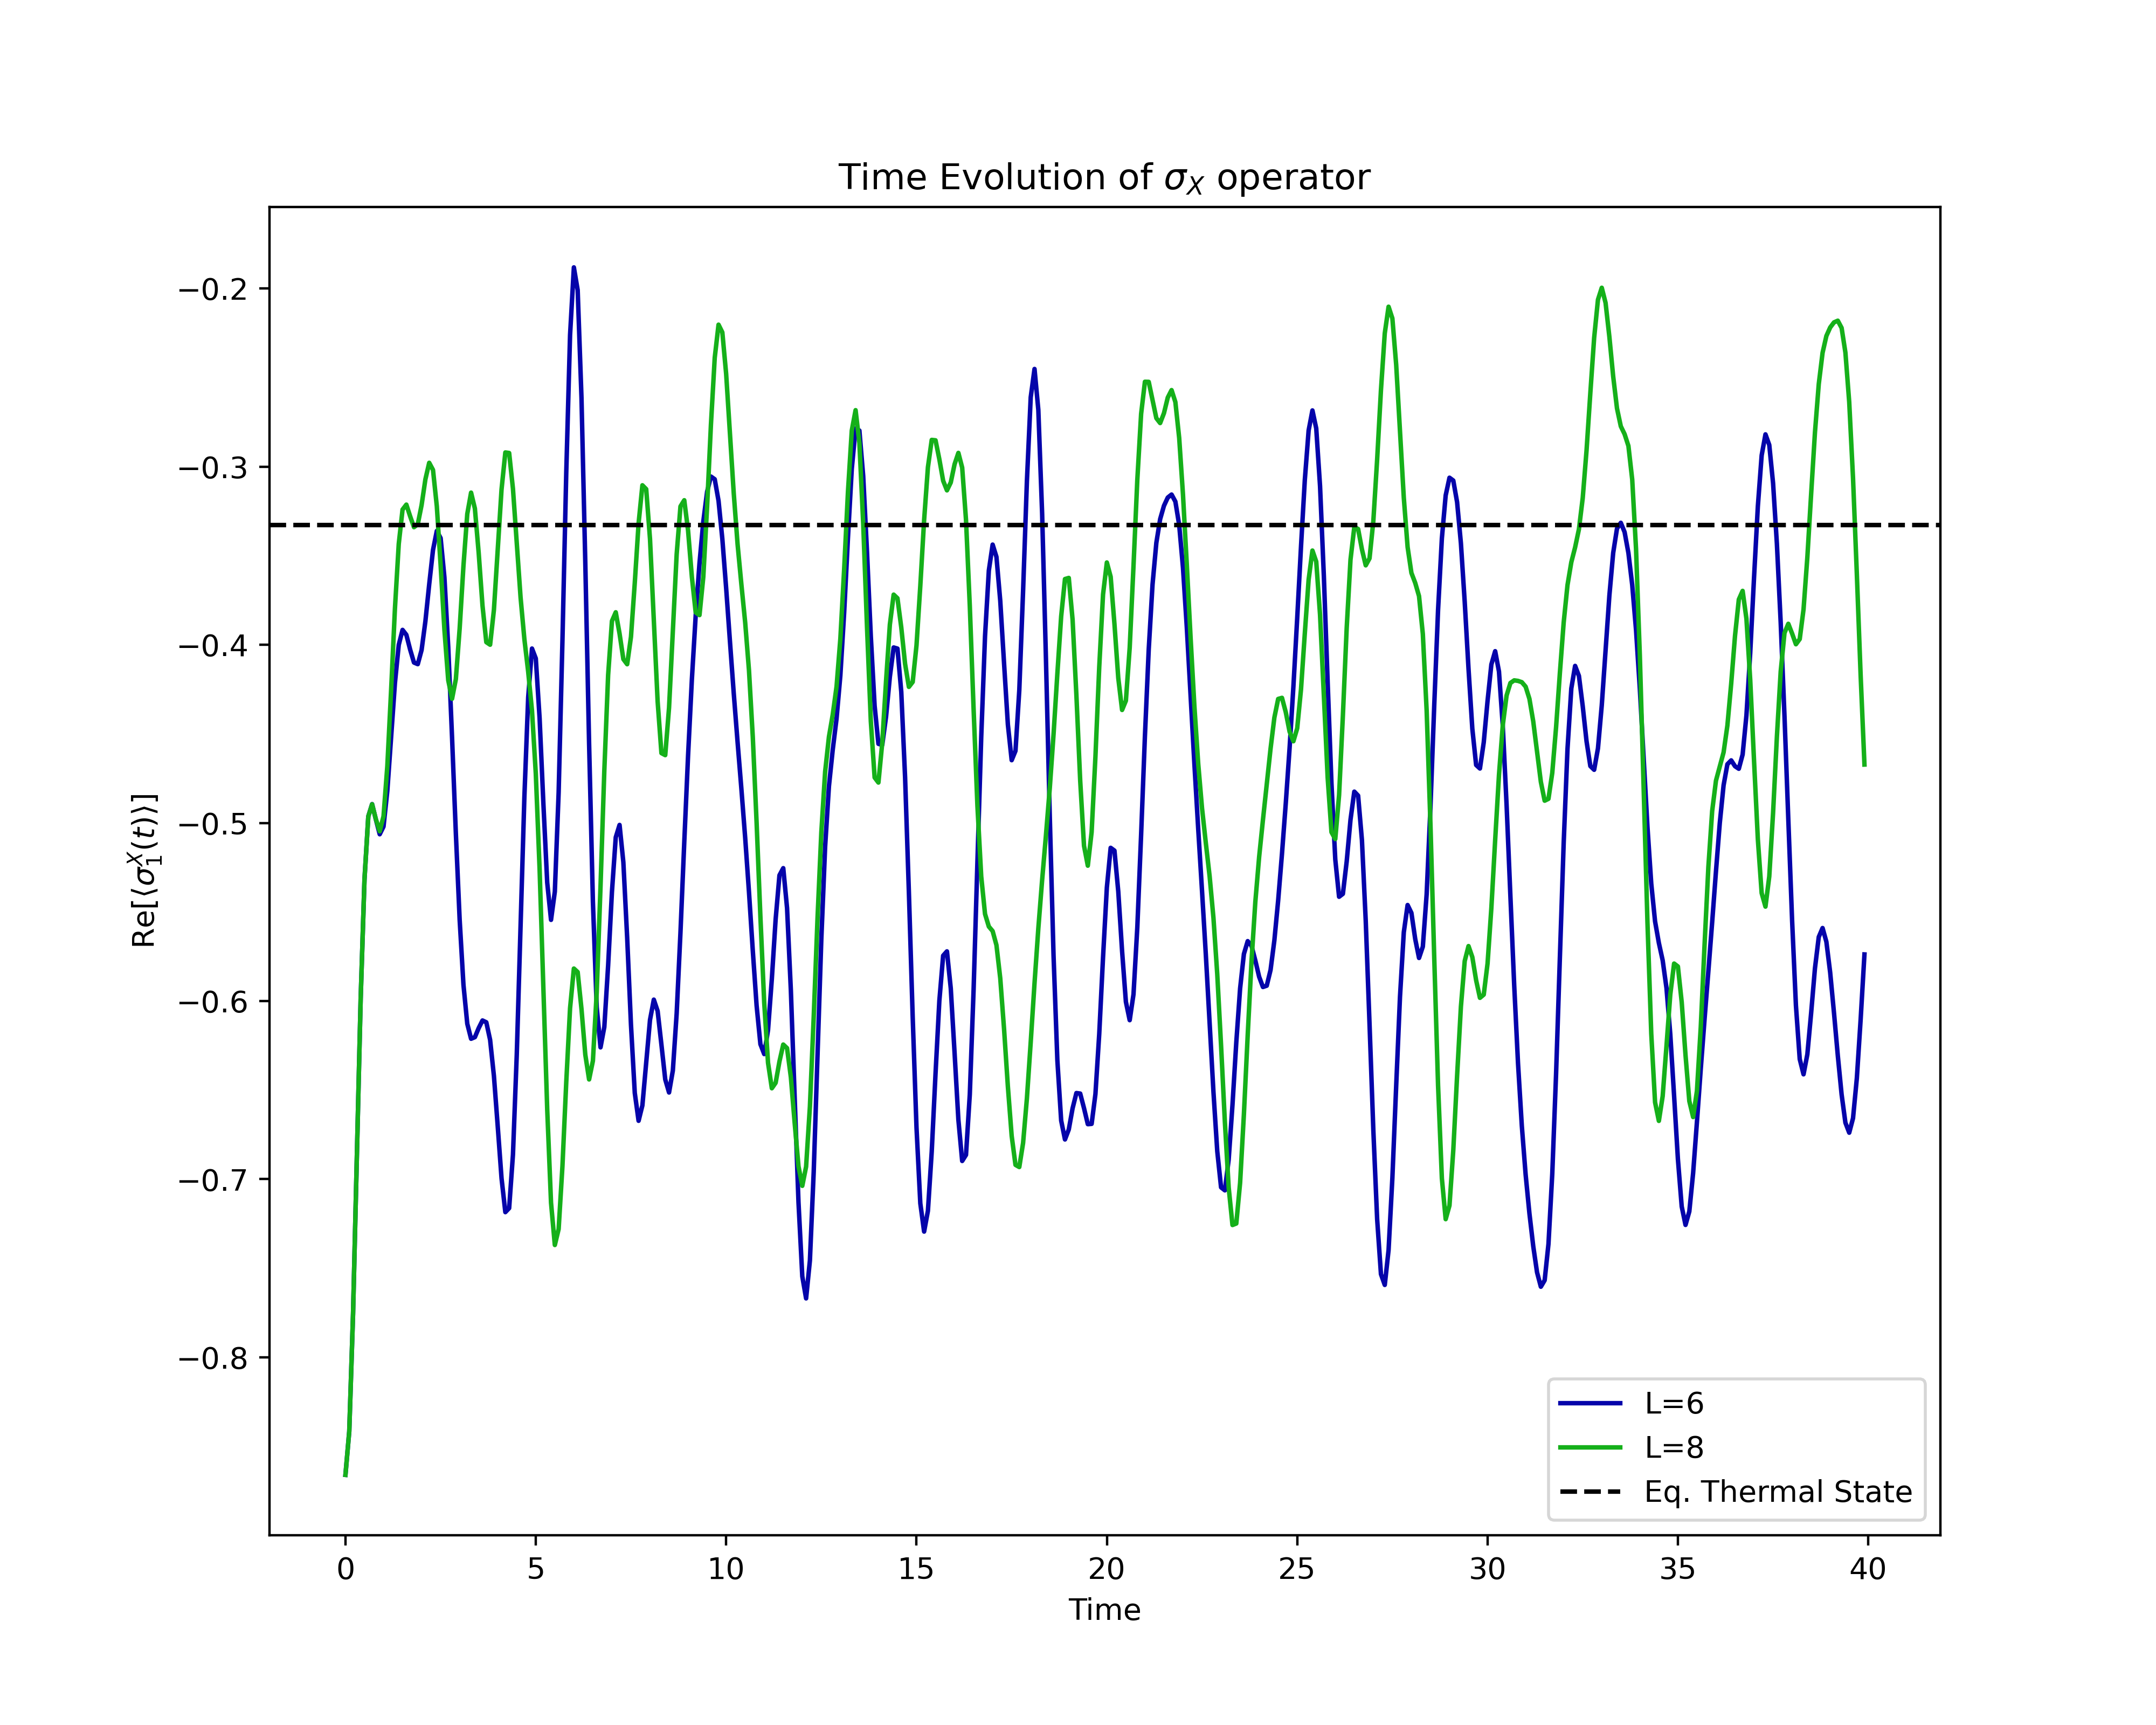 Time Evolution of σ_X operator
Re[⟨σ₁ˣ(t)⟩]
−0.2
−0.3
−0.4
−0.5
−0.6
−0.7
−0.8
L=6
L=8
Eq. Thermal State
0 5 10 15 20 25 30 35 40
Time